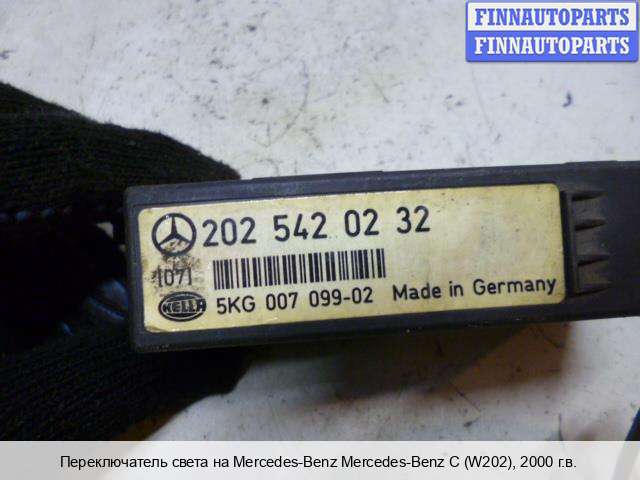 FINNAUTOPARTS
FINNAUTOPARTS
202 542 02 32
1071
HELLA
5KG 007 099-02 Made in Germany
Переключатель света на Mercedes-Benz Mercedes-Benz C (W202), 2000 г.в.